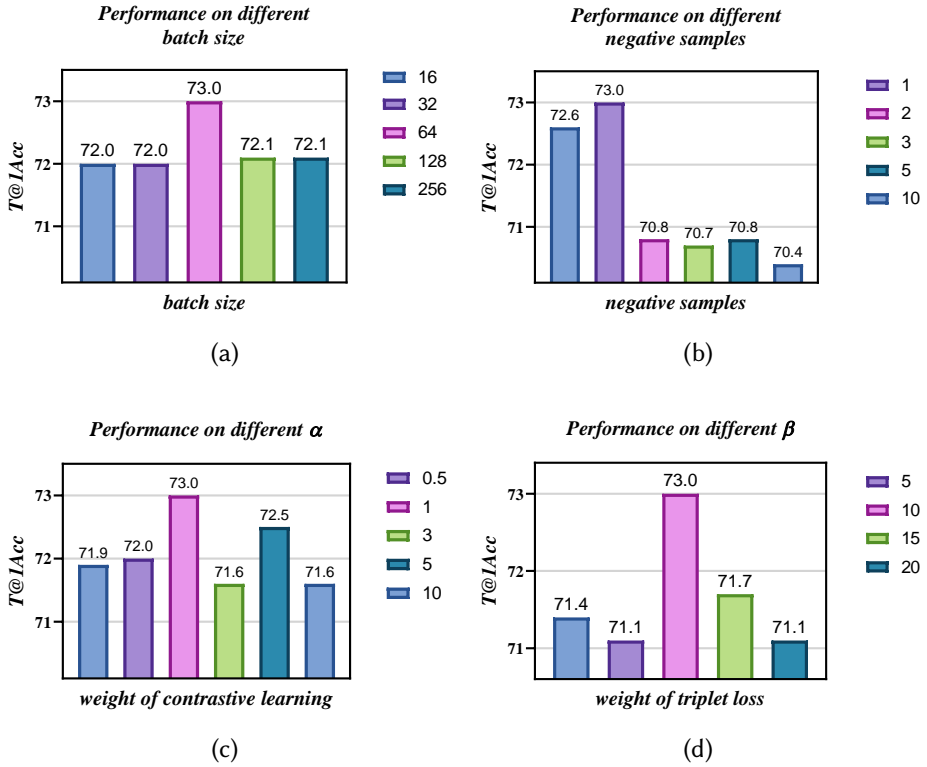 Performance on different
batch size
T@1Acc
73
72
71
72.0
72.0
73.0
72.1
72.1
batch size
16
32
64
128
256
(a)
Performance on different
negative samples
T@1Acc
73
72
71
72.6
73.0
70.8
70.7
70.8
70.4
negative samples
1
2
3
5
10
(b)
Performance on different α
T@1Acc
73
72
71
71.9
72.0
73.0
71.6
72.5
71.6
weight of contrastive learning
0.5
1
3
5
10
(c)
Performance on different β
T@1Acc
73
72
71
71.4
71.1
73.0
71.7
71.1
weight of triplet loss
5
10
15
20
(d)